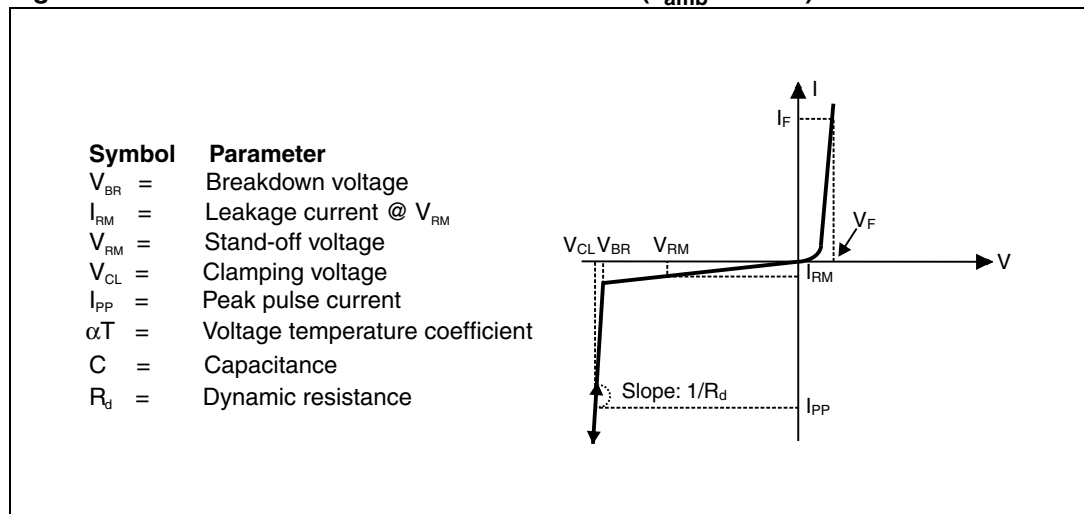 Symbol Parameter
VBR = Breakdown voltage
IRM = Leakage current @ VRM
VRM = Stand-off voltage
VCL = Clamping voltage
IPP = Peak pulse current
αT = Voltage temperature coefficient
C = Capacitance
Rd = Dynamic resistance
I
IF
VF
VCL VBR VRM
V
IRM
Slope: 1/Rd
IPP